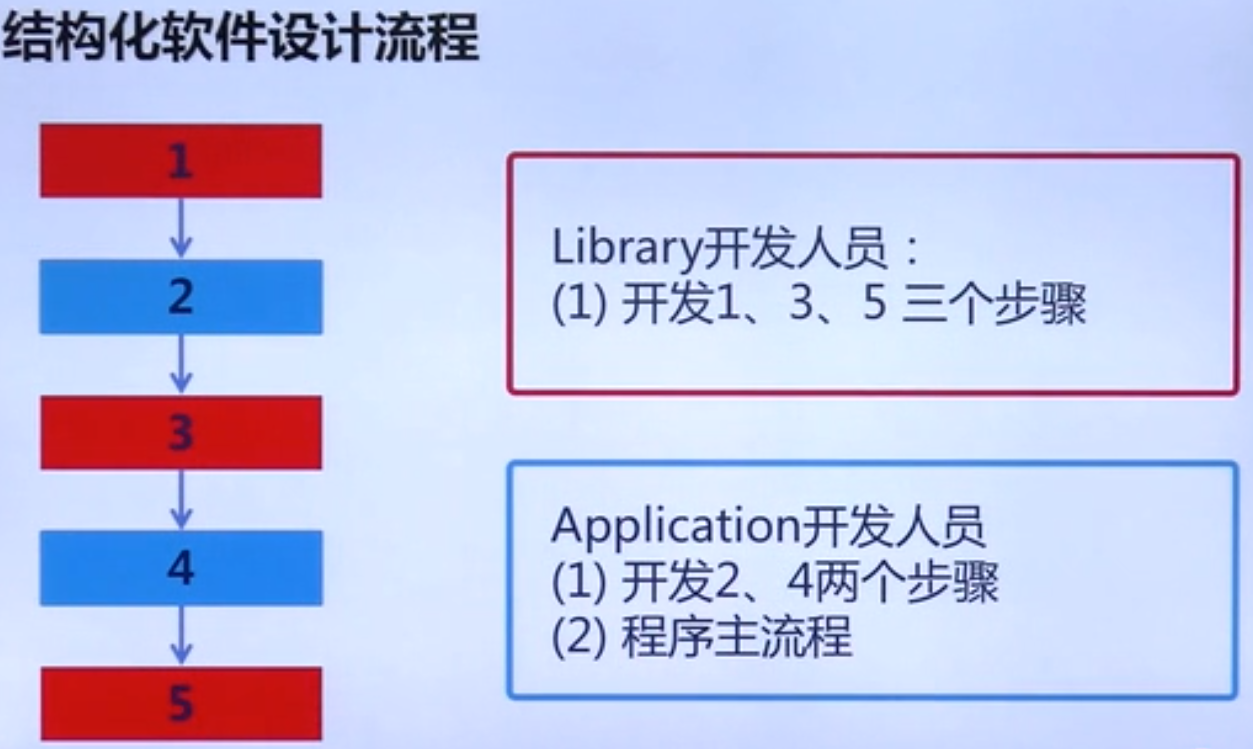 结构化软件设计流程
1
2
3
4
5
Library开发人员：
(1) 开发1、3、5 三个步骤
Application开发人员
(1) 开发2、4两个步骤
(2) 程序主流程